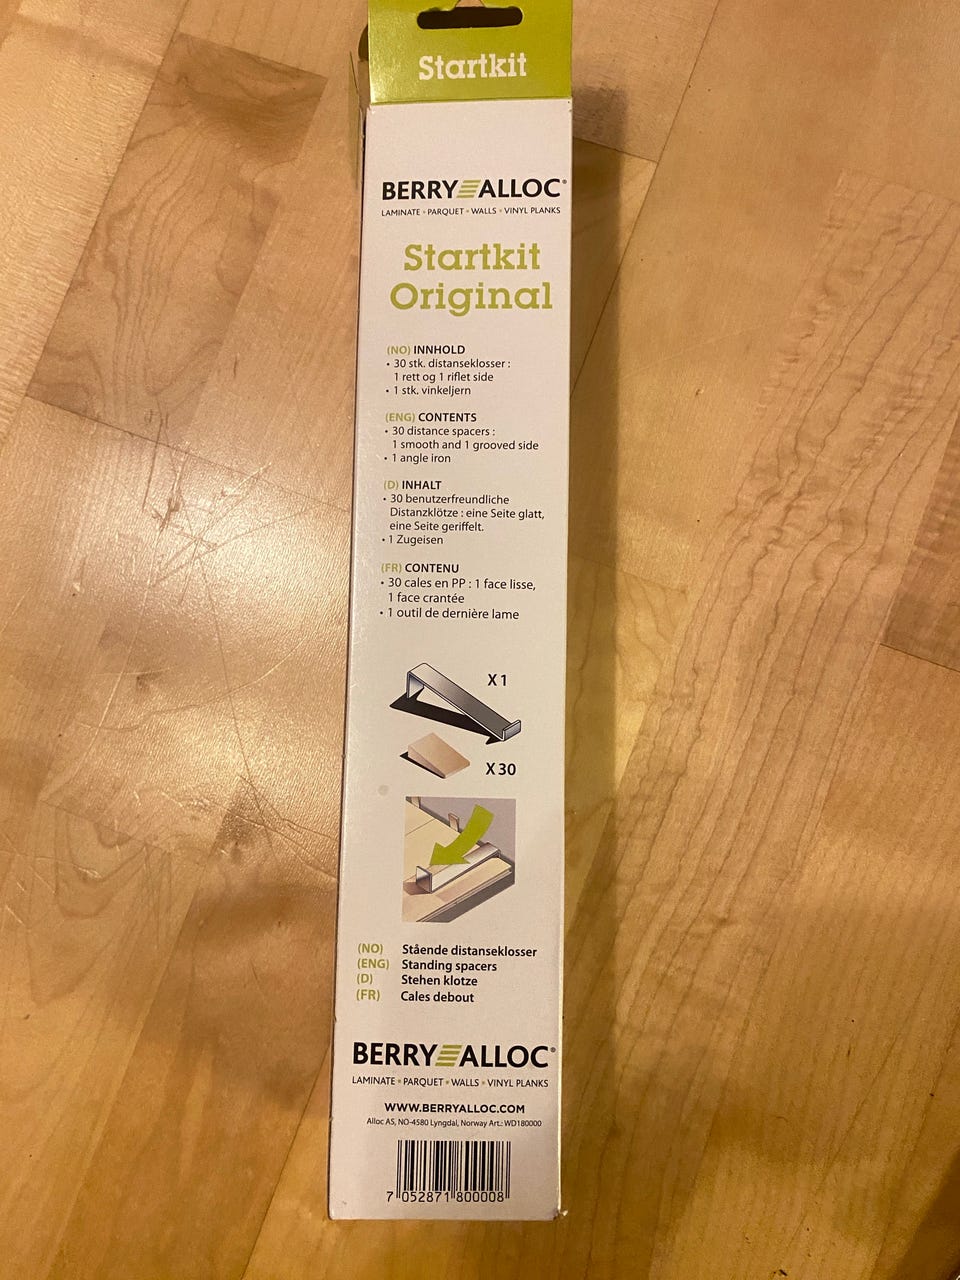 Startkit
BERRY ALLOC®
LAMINATE • PARQUET • WALLS • VINYL PLANKS
Startkit
Original
(NO) INNHOLD
• 30 stk. distanseklosser :
1 rett og 1 riflet side
• 1 stk. vinkeljern
(ENG) CONTENTS
• 30 distance spacers :
1 smooth and 1 grooved side
• 1 angle iron
(D) INHALT
• 30 benutzerfreundliche
Distanzklötze : eine Seite glatt,
eine Seite geriffelt.
• 1 Zugeisen
(FR) CONTENU
• 30 cales en PP : 1 face lisse,
1 face crantée
• 1 outil de dernière lame
X 1
X 30
(NO) Stående distanseklosser
(ENG) Standing spacers
(D) Stehen klotze
(FR) Cales debout
BERRY ALLOC®
LAMINATE • PARQUET • WALLS • VINYL PLANKS
WWW.BERRYALLOC.COM
Alloc AS, NO-4580 Lyngdal, Norway Art.: WD180000
7 052871 800008